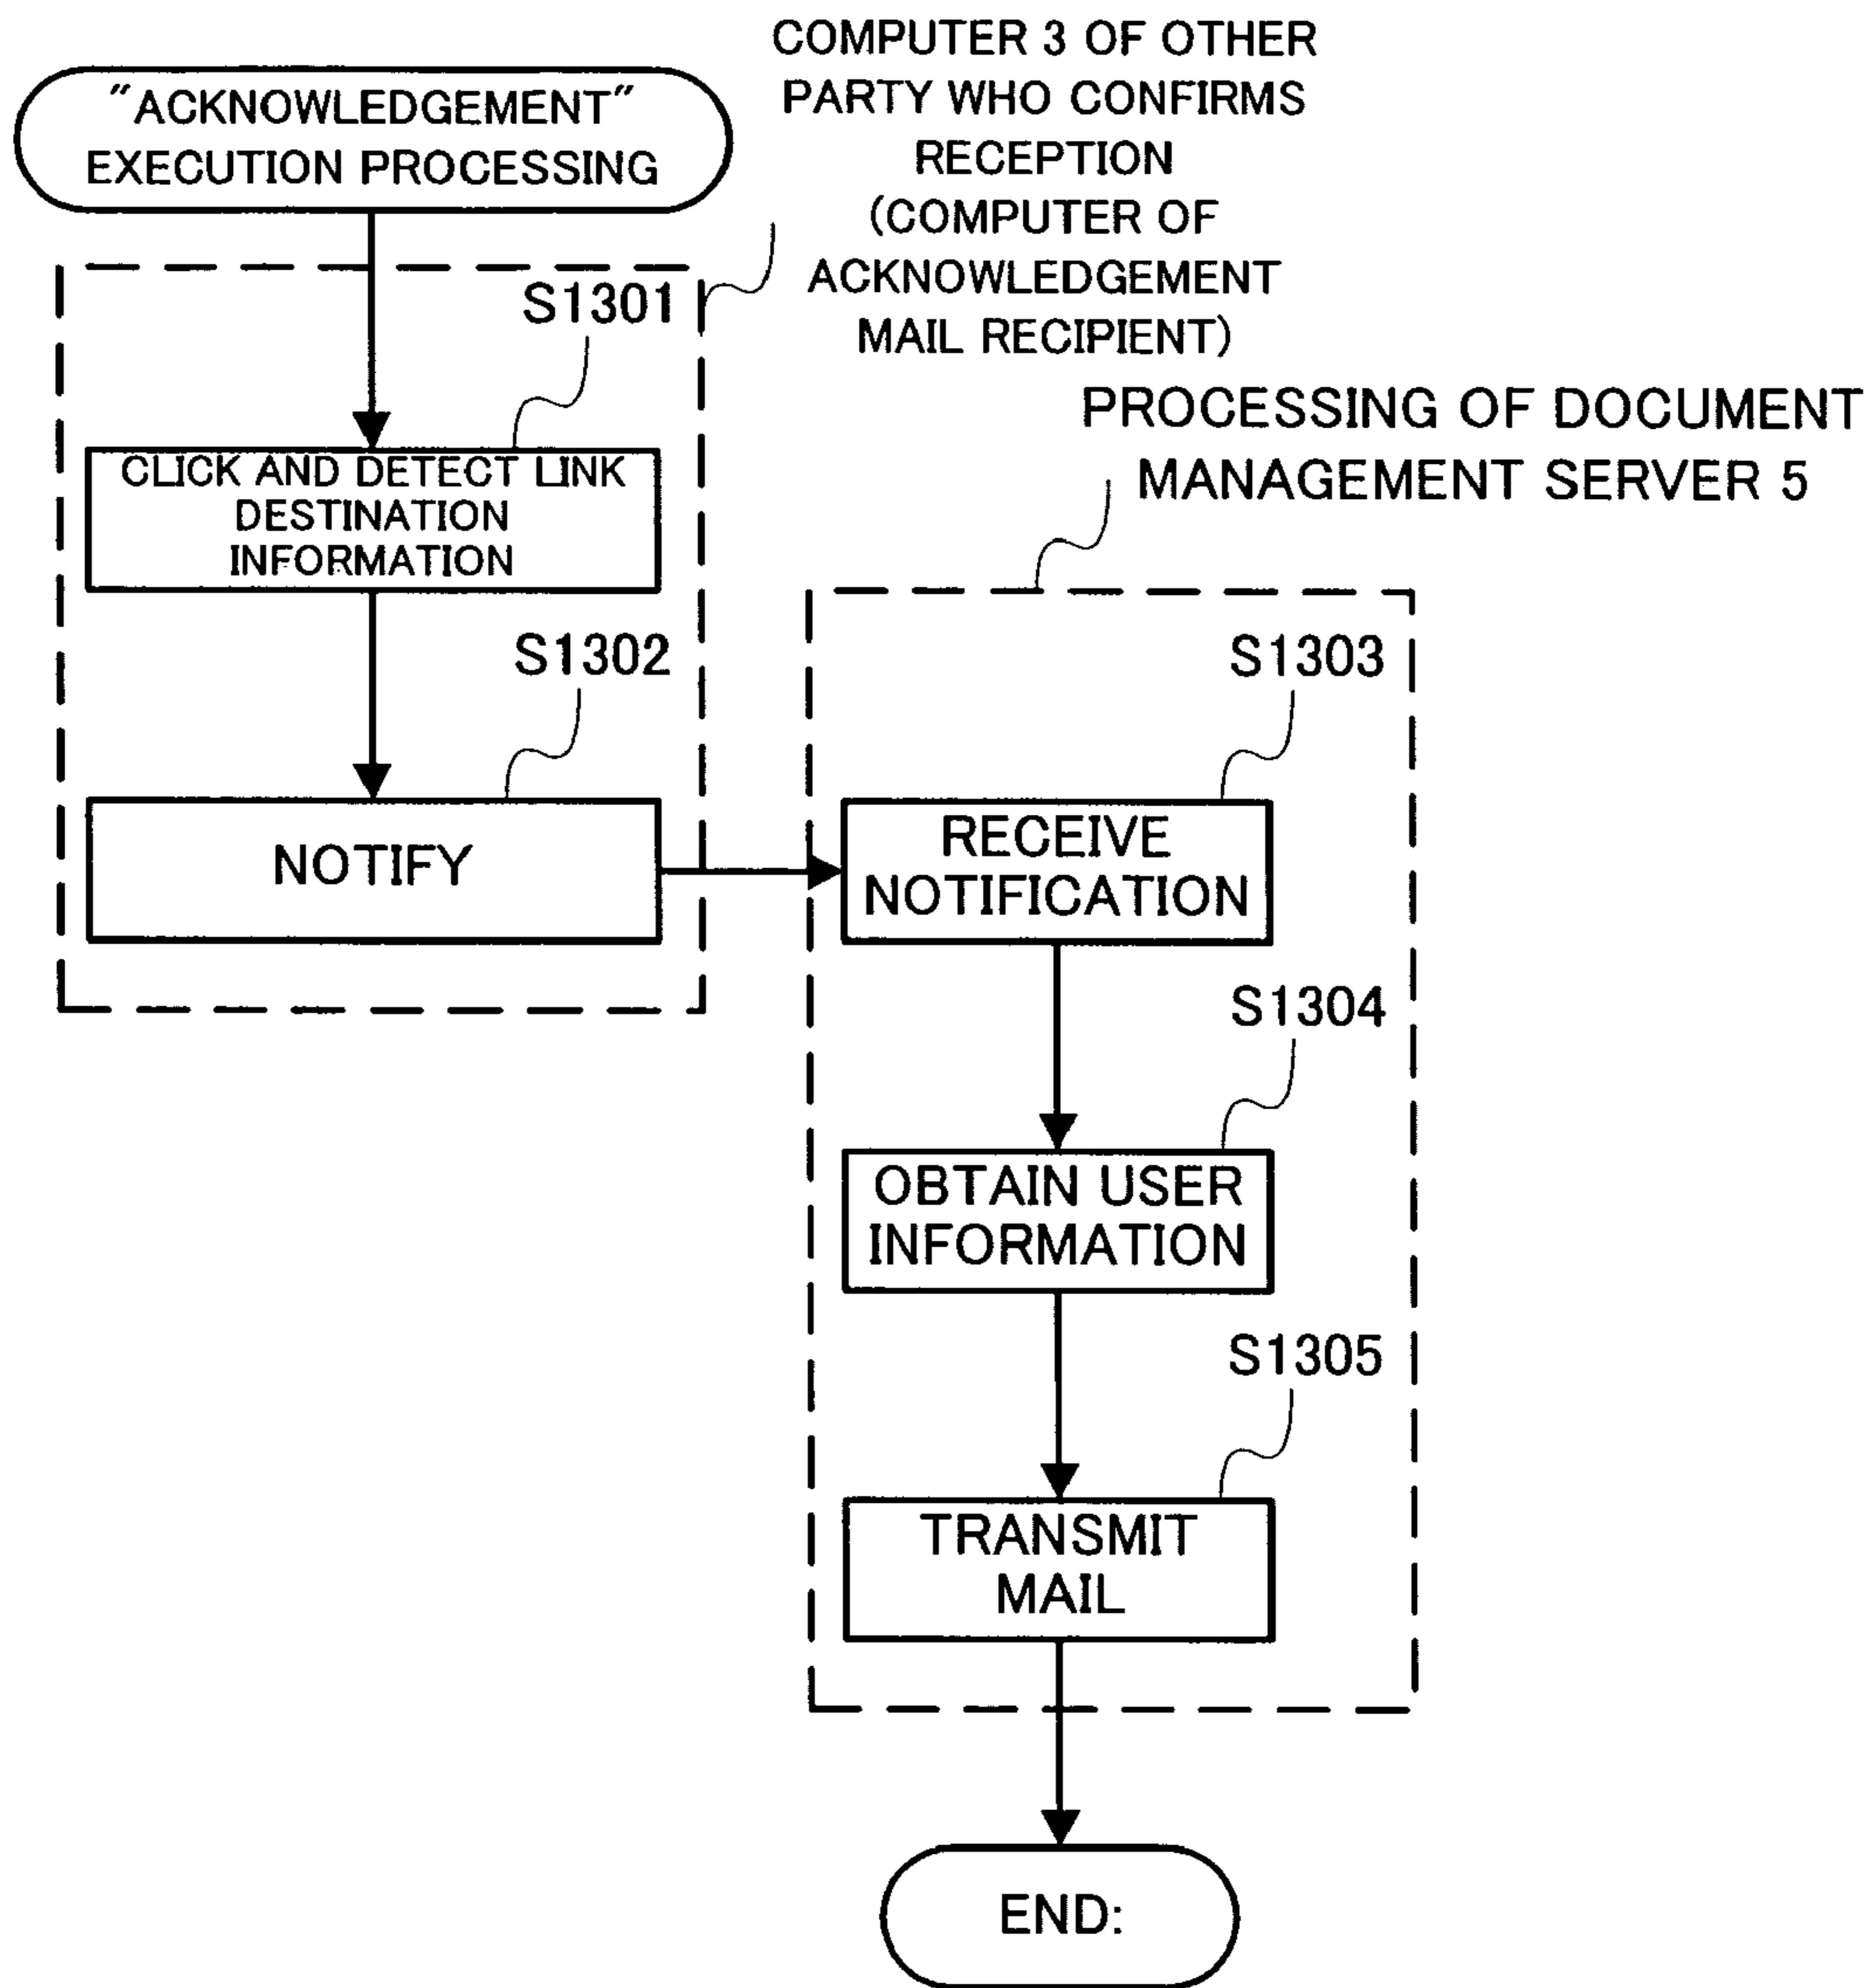 "ACKNOWLEDGEMENT"
EXECUTION PROCESSING
COMPUTER 3 OF OTHER
PARTY WHO CONFIRMS
RECEPTION
(COMPUTER OF
ACKNOWLEDGEMENT
MAIL RECIPIENT)
PROCESSING OF DOCUMENT
MANAGEMENT SERVER 5
S1301
CLICK AND DETECT LINK
DESTINATION
INFORMATION
S1302
NOTIFY
S1303
RECEIVE
NOTIFICATION
S1304
OBTAIN USER
INFORMATION
S1305
TRANSMIT
MAIL
END: